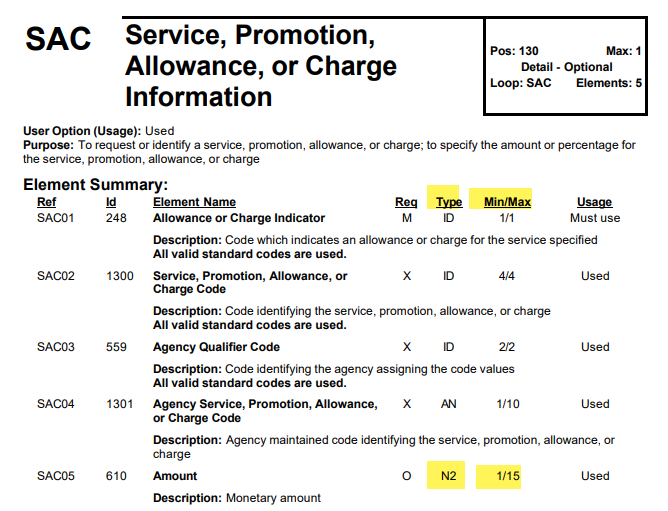 SAC
Service, Promotion,
Allowance, or Charge
Information
Pos: 130 Max: 1
Detail - Optional
Loop: SAC Elements: 5
User Option (Usage): Used
Purpose: To request or identify a service, promotion, allowance, or charge; to specify the amount or percentage for
the service, promotion, allowance, or charge
Element Summary:
Ref Id Element Name Req Type Min/Max Usage
SAC01 248 Allowance or Charge Indicator M ID 1/1 Must use
Description: Code which indicates an allowance or charge for the service specified
All valid standard codes are used.
SAC02 1300 Service, Promotion, Allowance, or X ID 4/4 Used
Charge Code
Description: Code identifying the service, promotion, allowance, or charge
All valid standard codes are used.
SAC03 559 Agency Qualifier Code X ID 2/2 Used
Description: Code identifying the agency assigning the code values
All valid standard codes are used.
SAC04 1301 Agency Service, Promotion, Allowance, X AN 1/10 Used
or Charge Code
Description: Agency maintained code identifying the service, promotion, allowance, or
charge
SAC05 610 Amount O N2 1/15 Used
Description: Monetary amount